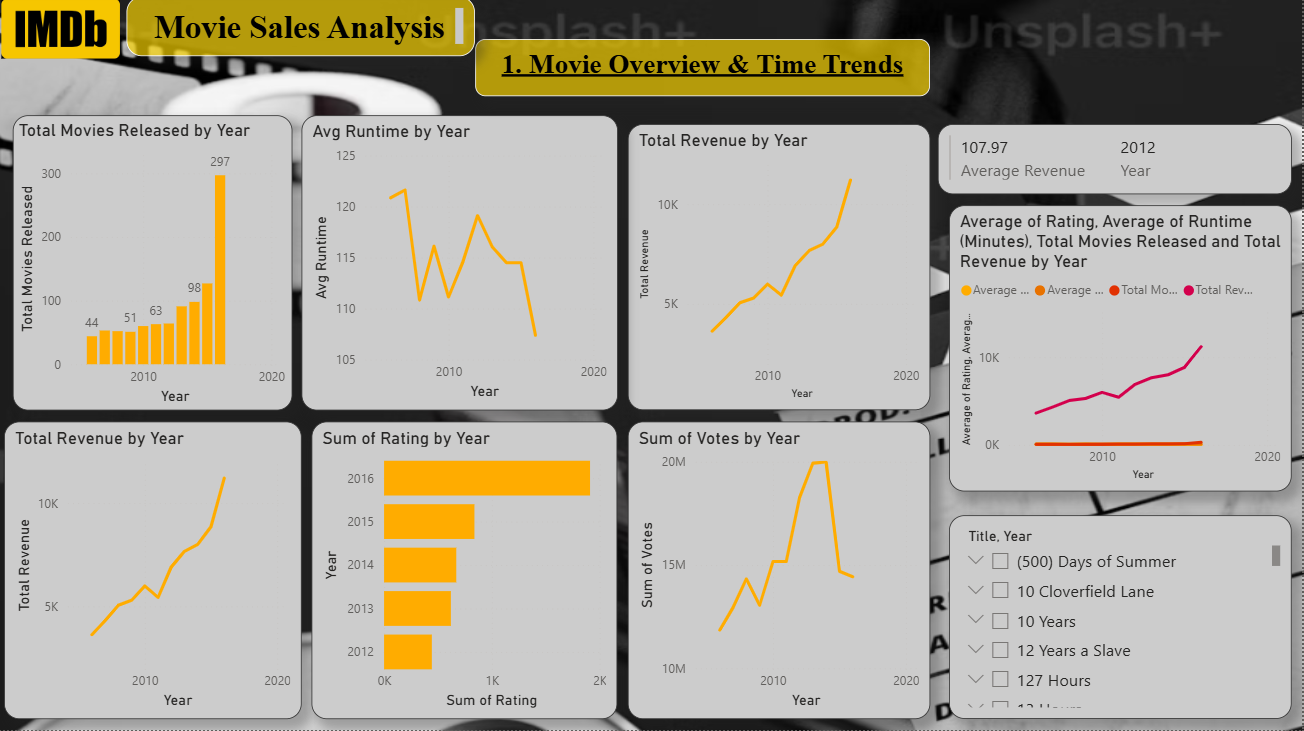 IMDb
Movie Sales Analysis
Unsplash+
Unsplash+
1. Movie Overview & Time Trends
Total Movies Released by Year
Total Movies Released
300
200
100
0
44
51
63
98
297
2010
2020
Year
Avg Runtime by Year
Avg Runtime
125
120
115
110
105
2010
2020
Year
Total Revenue by Year
Total Revenue
10K
5K
2010
2020
Year
107.97
2012
Average Revenue
Year
Average of Rating, Average of Runtime
(Minutes), Total Movies Released and Total
Revenue by Year
Average ...
Average ...
Total Mo...
Total Rev...
Average of Rating, Averag...
10K
0K
2010
2020
Year
Total Revenue by Year
Total Revenue
10K
5K
2010
2020
Year
Sum of Rating by Year
Year
2016
2015
2014
2013
2012
0K
1K
2K
Sum of Rating
Sum of Votes by Year
Sum of Votes
20M
15M
10M
2010
2020
Year
Title, Year
(500) Days of Summer
10 Cloverfield Lane
10 Years
12 Years a Slave
127 Hours